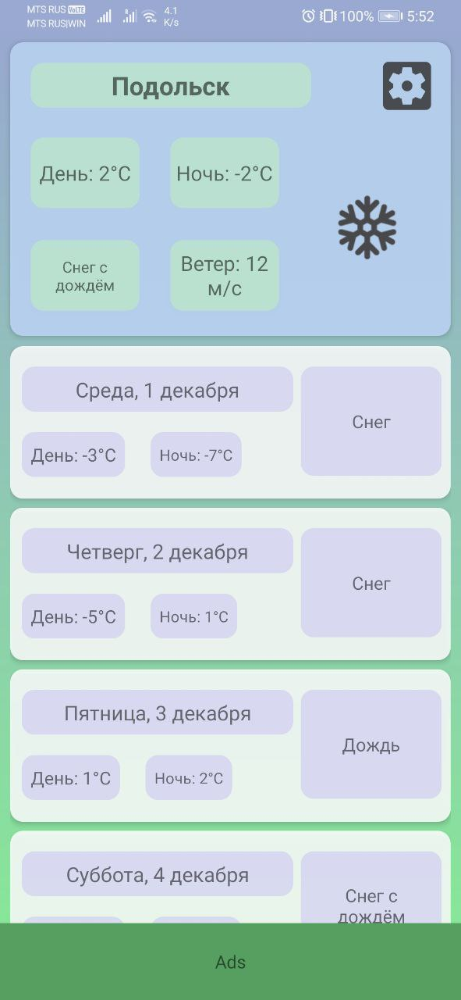 MTS RUS VoLTE
MTS RUS|WIN
4.1
K/s
100%
5:52
Подольск
День: 2°C
Ночь: -2°C
Снег с
дождём
Ветер: 12
м/с
Среда, 1 декабря
День: -3°C
Ночь: -7°C
Снег
Четверг, 2 декабря
День: -5°C
Ночь: 1°C
Снег
Пятница, 3 декабря
День: 1°C
Ночь: 2°C
Дождь
Суббота, 4 декабря
Снег с
дождём
Ads